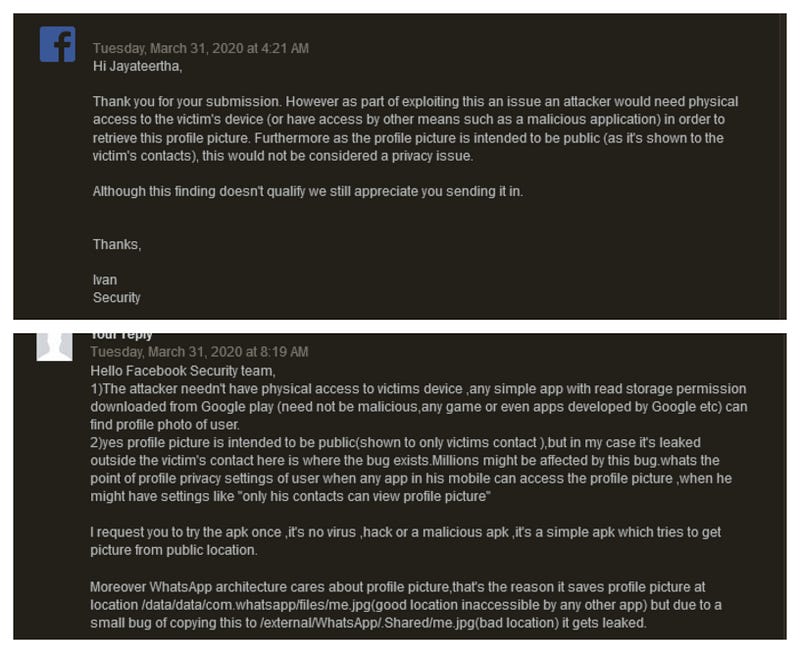 Tuesday, March 31, 2020 at 4:21 AM
Hi Jayateertha,
Thank you for your submission. However as part of exploiting this an issue an attacker would need physical
access to the victim's device (or have access by other means such as a malicious application) in order to
retrieve this profile picture. Furthermore as the profile picture is intended to be public (as it's shown to the
victim's contacts), this would not be considered a privacy issue.
Although this finding doesn't qualify we still appreciate you sending it in.
Thanks,
Ivan
Security
Your reply
Tuesday, March 31, 2020 at 8:19 AM
Hello Facebook Security team,
1)The attacker needn't have physical access to victims device ,any simple app with read storage permission
downloaded from Google play (need not be malicious,any game or even apps developed by Google etc) can
find profile photo of user.
2)yes profile picture is intended to be public(shown to only victims contact ),but in my case it's leaked
outside the victim's contact here is where the bug exists.Millions might be affected by this bug.whats the
point of profile privacy settings of user when any app in his mobile can access the profile picture ,when he
might have settings like "only his contacts can view profile picture"
I request you to try the apk once ,it's no virus ,hack or a malicious apk ,it's a simple apk which tries to get
picture from public location.
Moreover WhatsApp architecture cares about profile picture,that's the reason it saves profile picture at
location /data/data/com.whatsapp/files/me.jpg(good location inaccessible by any other app) but due to a
small bug of copying this to /external/WhatsApp/.Shared/me.jpg(bad location) it gets leaked.